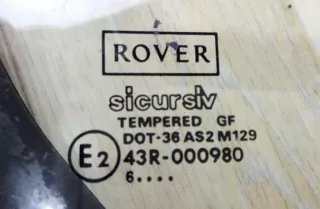 ROVER
sicursiv
TEMPERED GF
DOT-36 AS2 M129
E2 43R-000980
6....